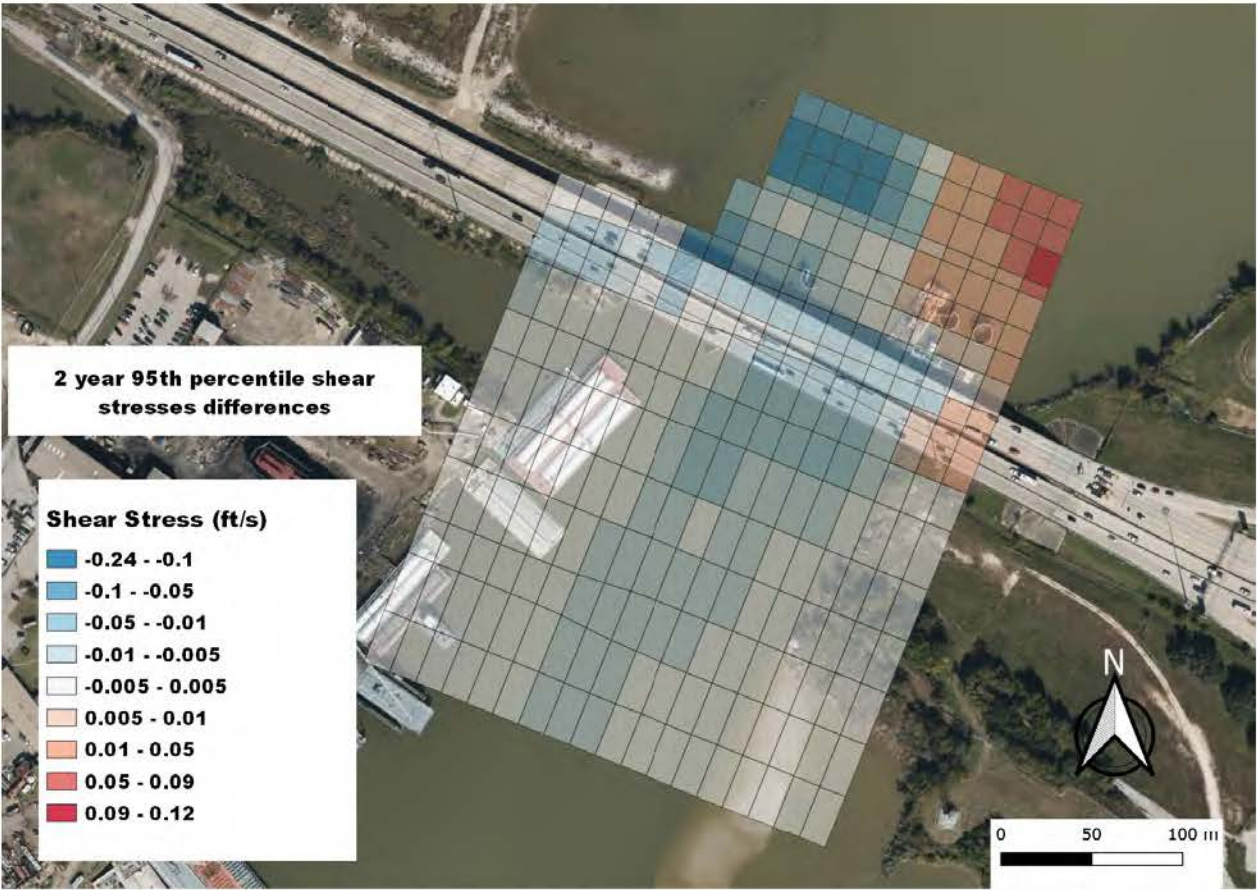 2 year 95th percentile shear
stresses differences
Shear Stress (ft/s)
-0.24 - -0.1
-0.1 - -0.05
-0.05 - -0.01
-0.01 - -0.005
-0.005 - 0.005
0.005 - 0.01
0.01 - 0.05
0.05 - 0.09
0.09 - 0.12
N
0 50 100 m